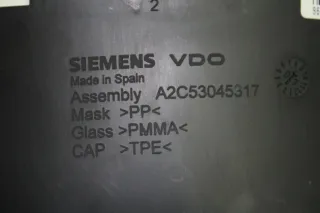 2
SIEMENS VDO
Made in Spain
Assembly A2C53045317
Mask >PP<
Glass >PMMA<
CAP >TPE<